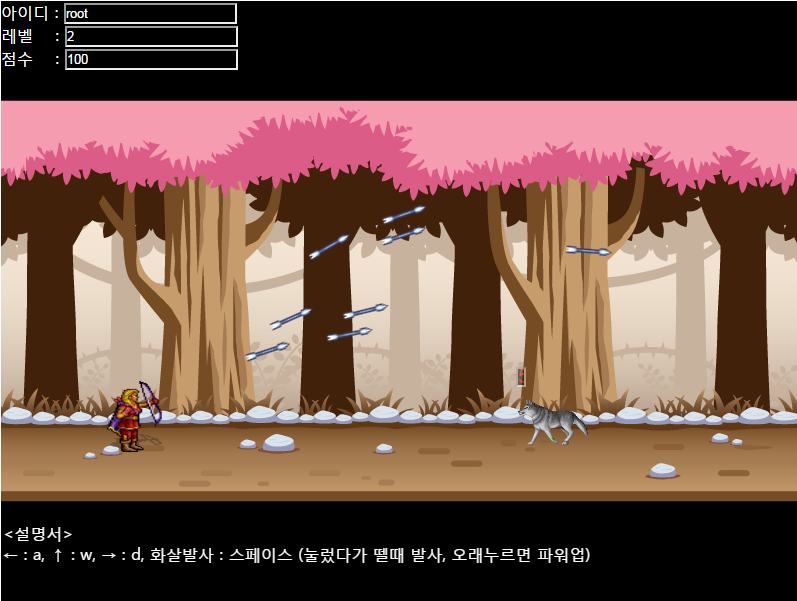 아이디 : root
레벨 : 2
점수 : 100
<설명서>
← : a, ↑ : w, → : d, 화살발사 : 스페이스 (눌렀다가 뗄때 발사, 오래누르면 파워업)